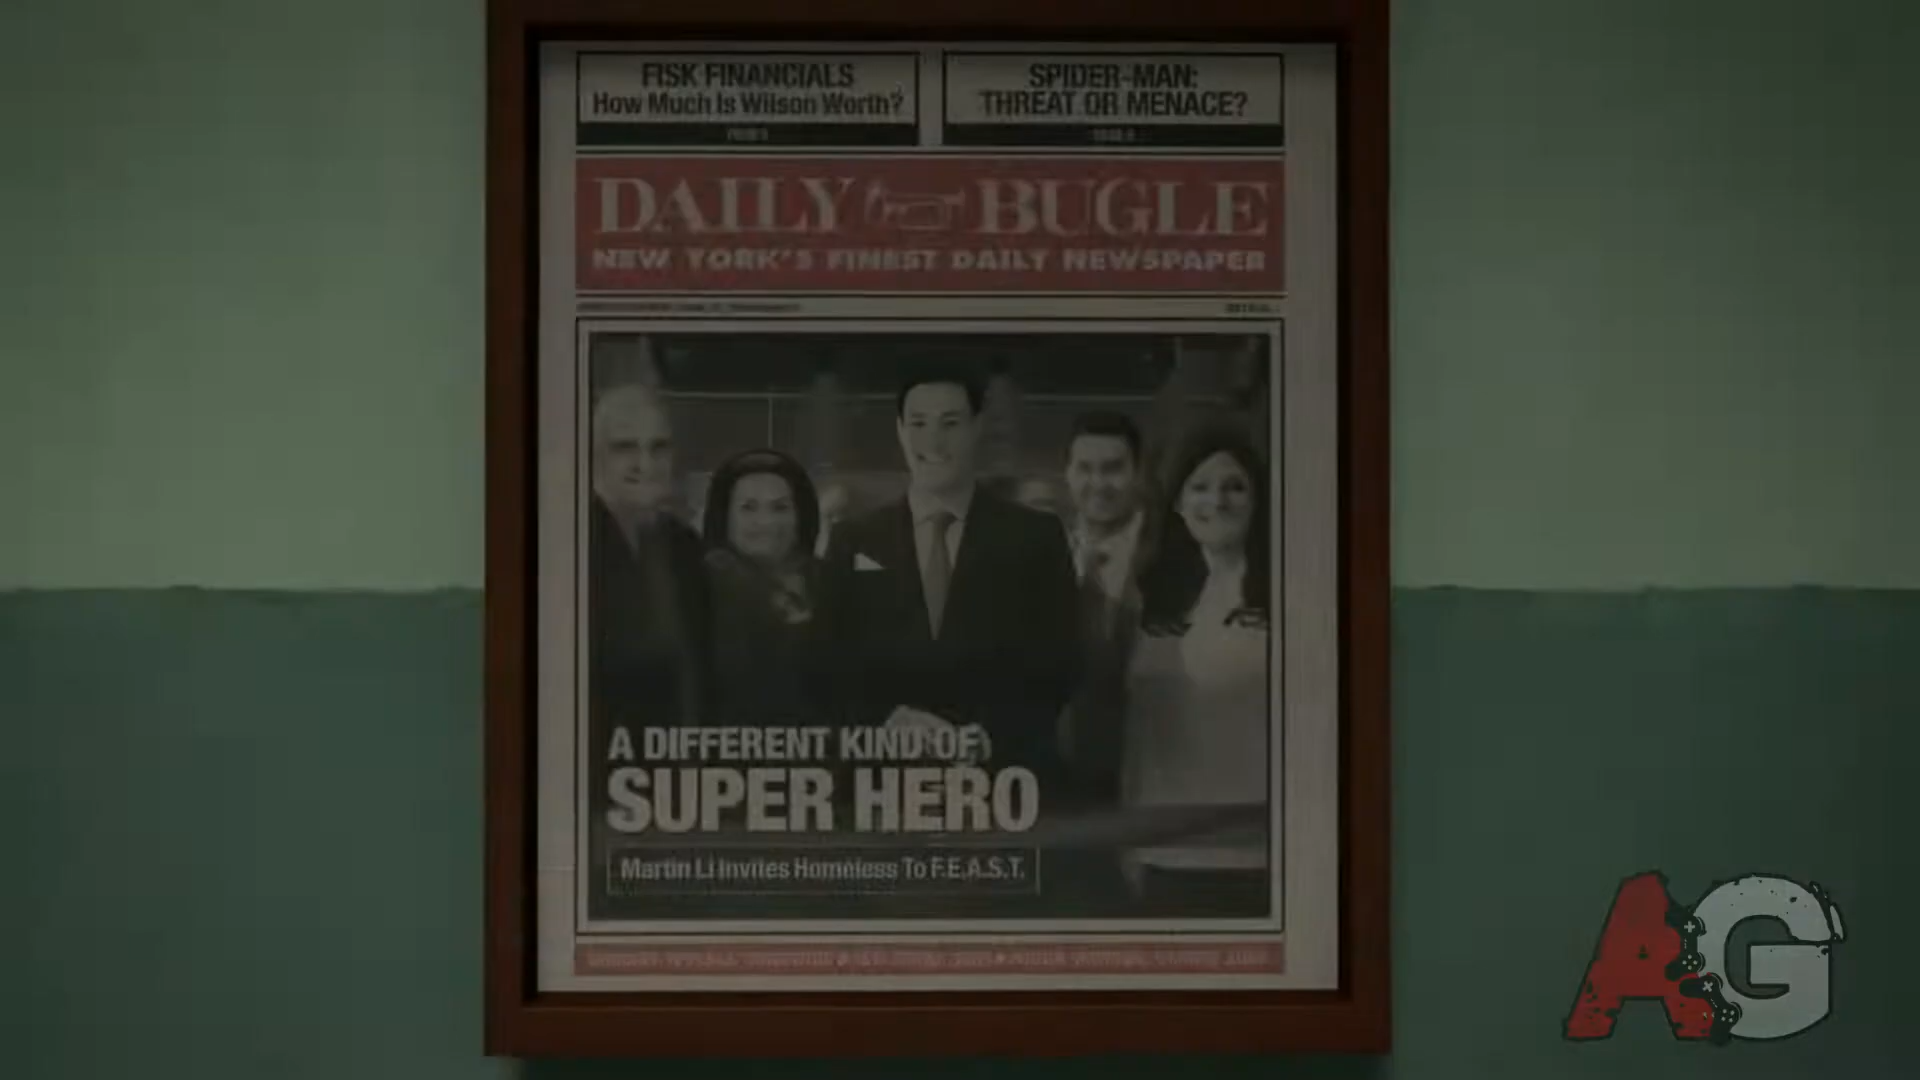 FISK FINANCIALS
How Much Is Wilson Worth?
SPIDER-MAN:
THREAT OR MENACE?
DAILY BUGLE
NEW YORK'S FINEST DAILY NEWSPAPER
A DIFFERENT KIND OF
SUPER HERO
Martin Li Invites Homeless To F.E.A.S.T.
AG